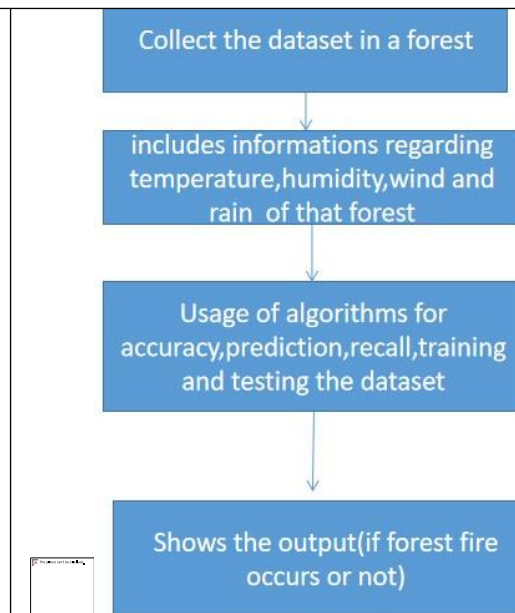 Collect the dataset in a forest
includes informations regarding
temperature,humidity,wind and
rain of that forest
Usage of algorithms for
accuracy,prediction,recall,training
and testing the dataset
Shows the output(if forest fire
occurs or not)